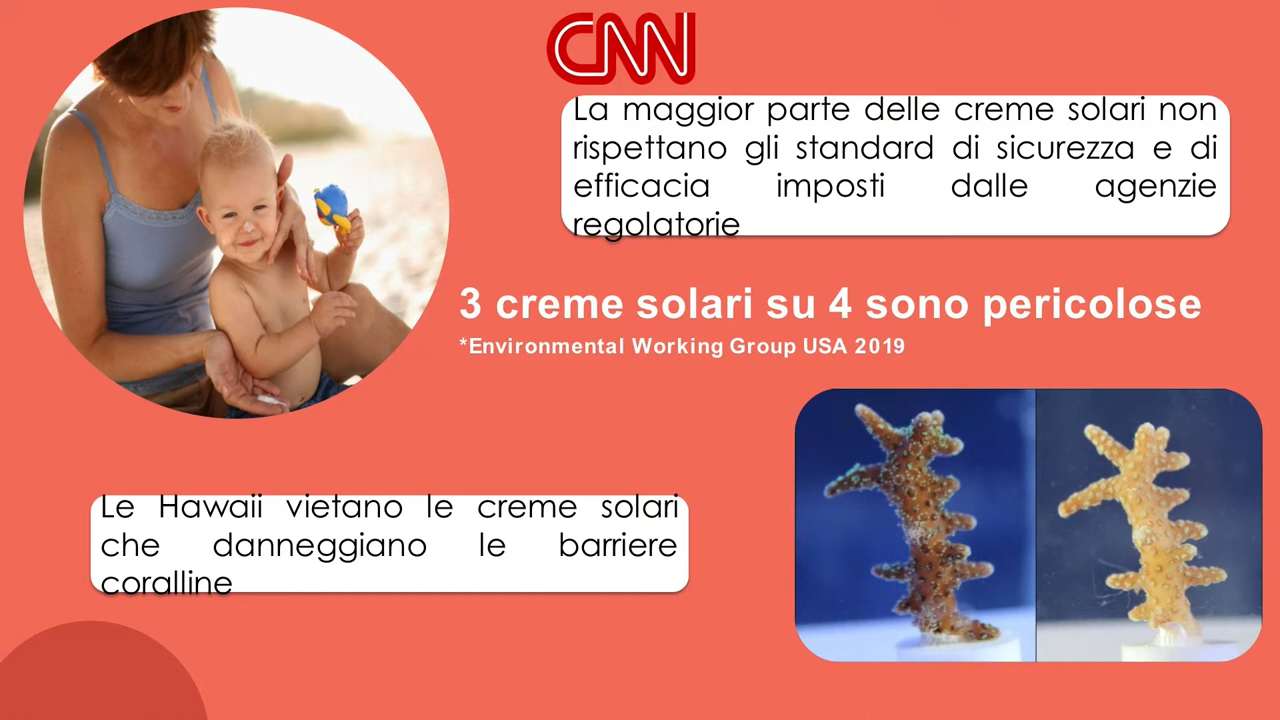 CNN
La maggior parte delle creme solari non
rispettano gli standard di sicurezza e di
efficacia imposti dalle agenzie
regolatorie
3 creme solari su 4 sono pericolose
*Environmental Working Group USA 2019
Le Hawaii vietano le creme solari
che danneggiano le barriere
coralline